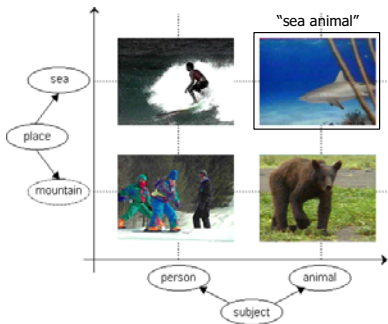 “sea animal”
sea
place
mountain
person
animal
subject